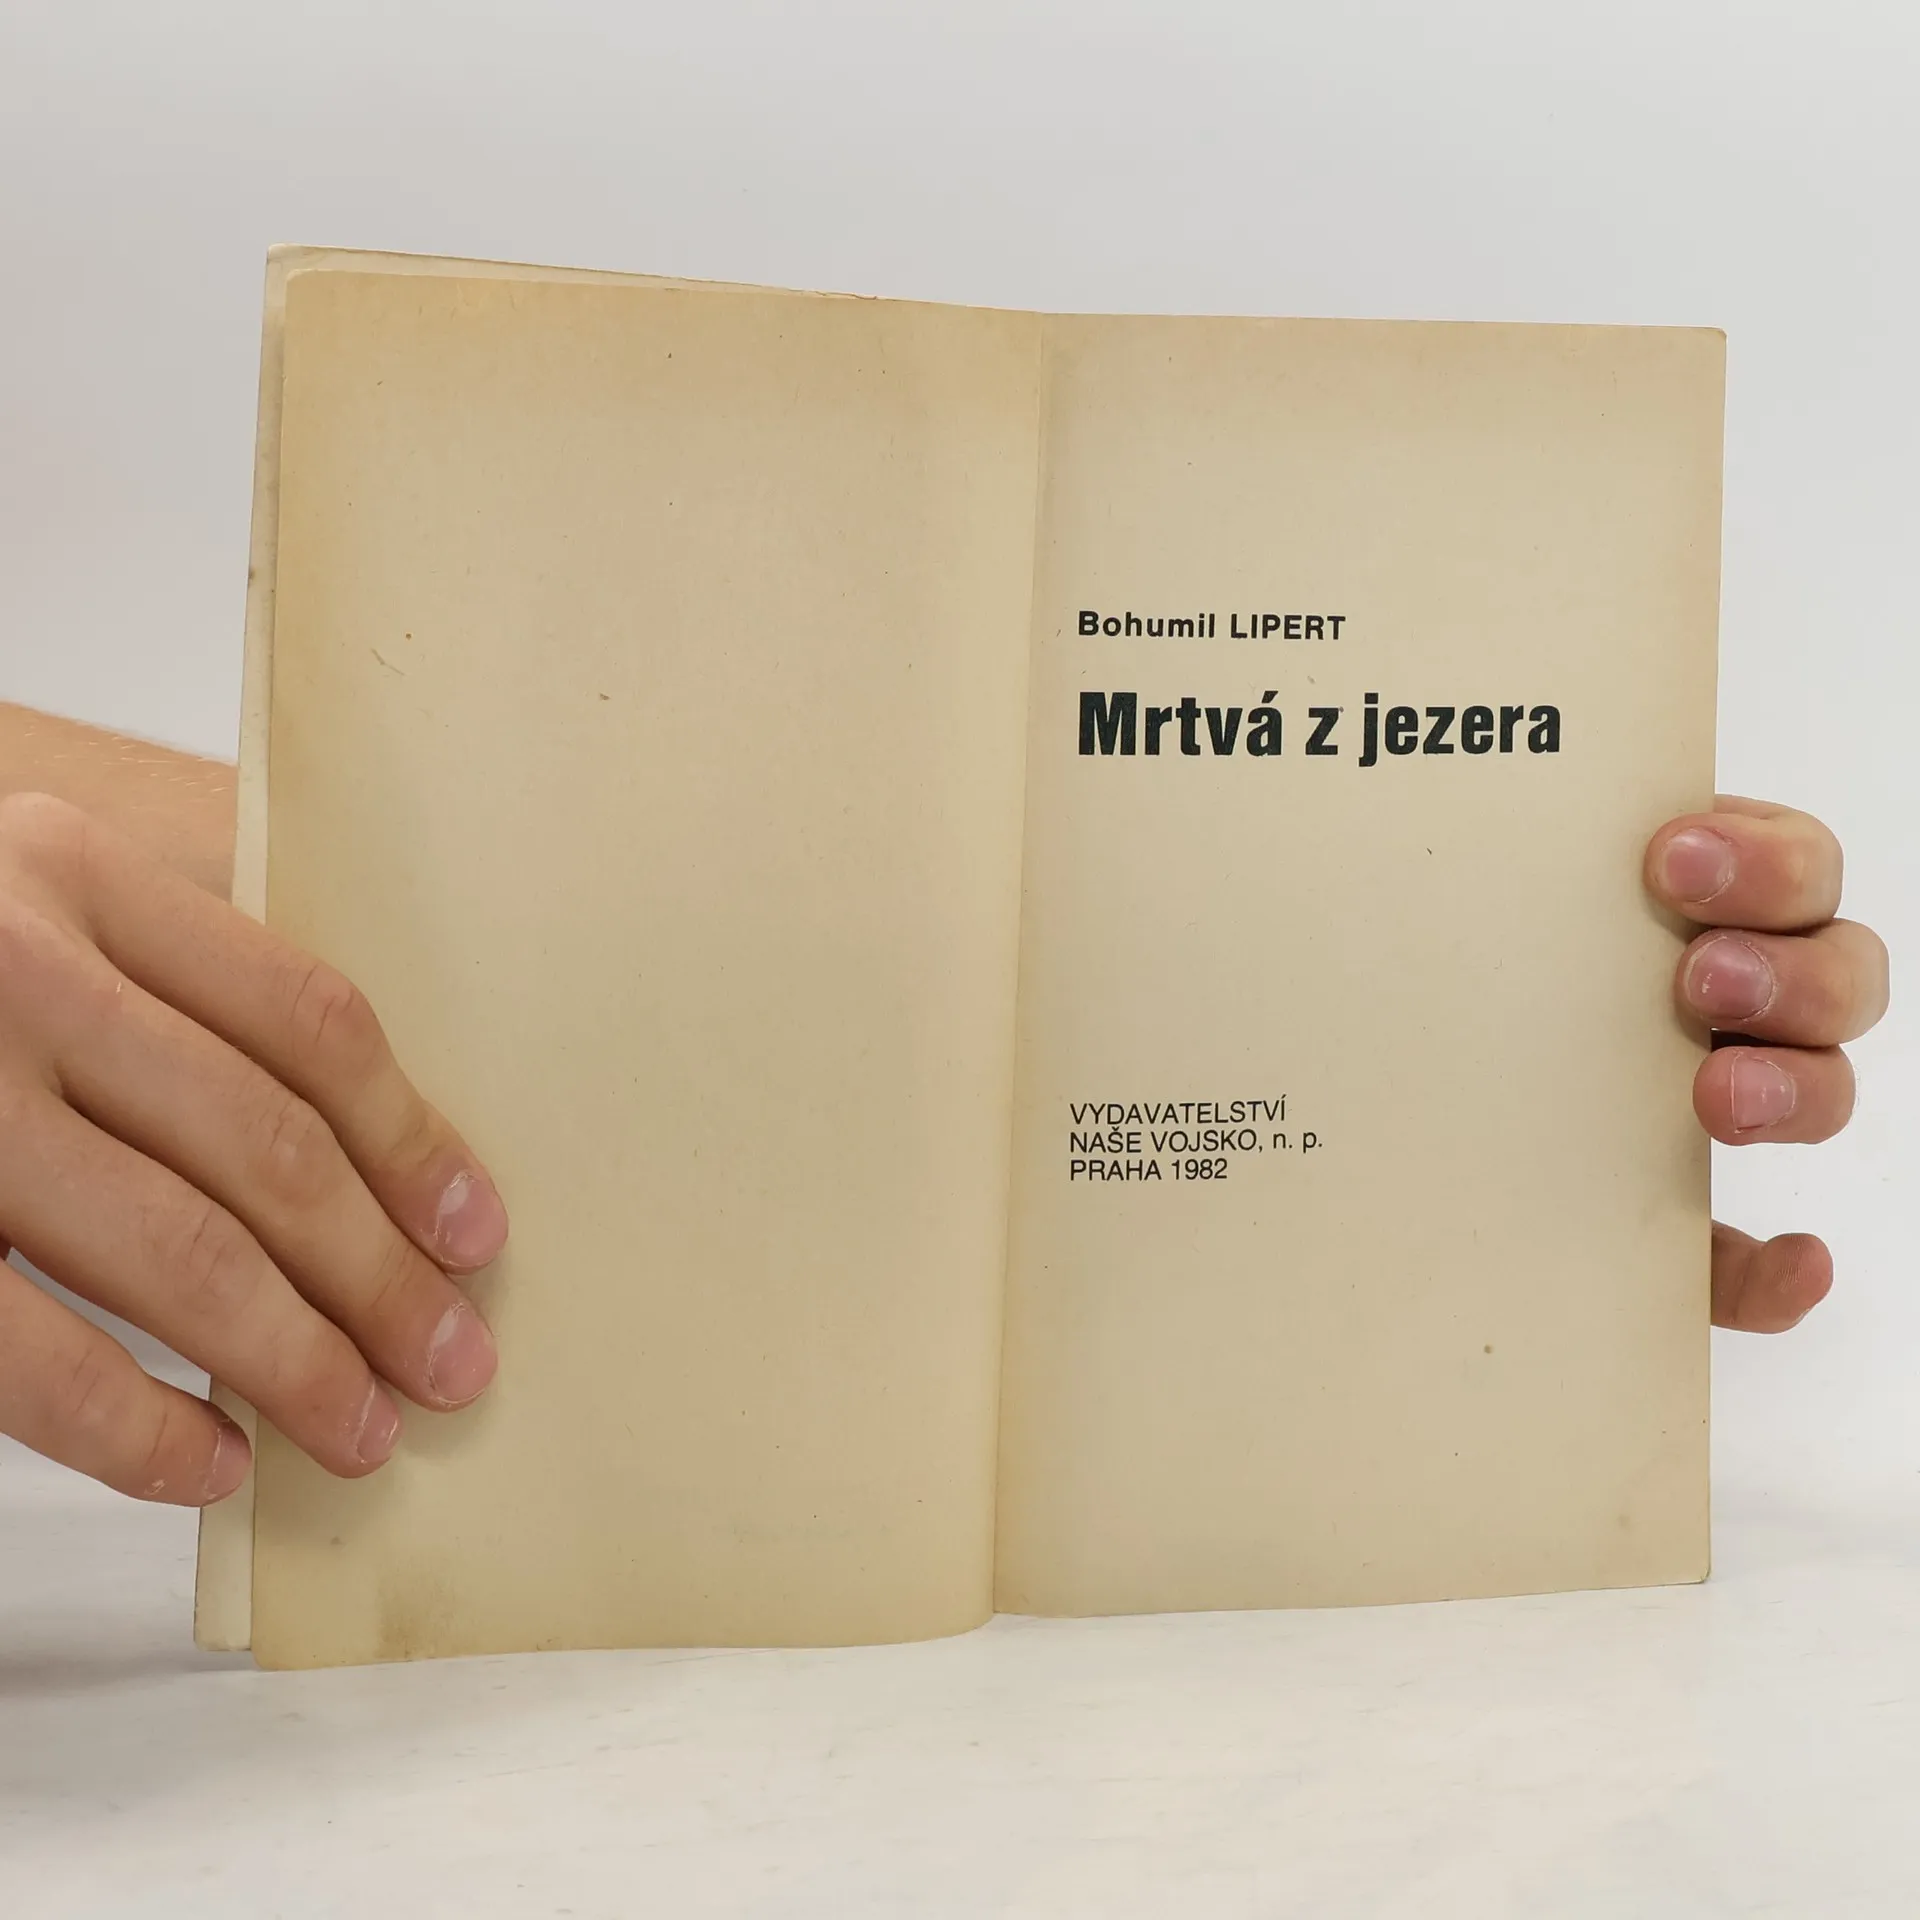 Bohumil LIPERT
Mrtvá z jezera
VYDAVATELSTVÍ
NAŠE VOJSKO, n. p.
PRAHA 1982